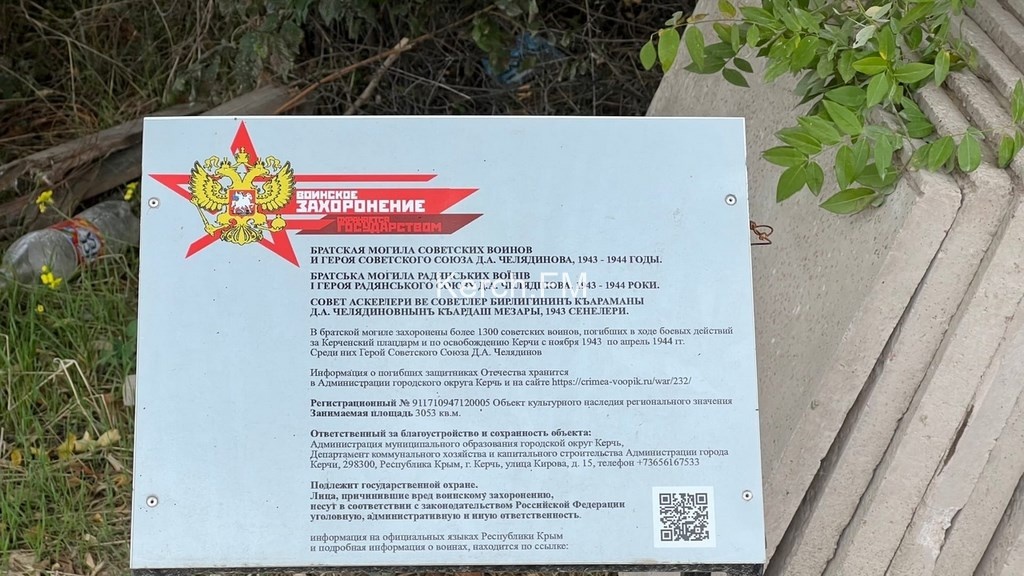 ВОИНСКОЕ
ЗАХОРОНЕНИЕ
ОХРАНЯЕТСЯ
ГОСУДАРСТВОМ
БРАТСКАЯ МОГИЛА СОВЕТСКИХ ВОИНОВ
И ГЕРОЯ СОВЕТСКОГО СОЮЗА Д.А. ЧЕЛЯДИНОВА, 1943 - 1944 ГОДЫ.
БРАТСЬКА МОГИЛА РАДЯНСЬКИХ ВОЇНІВ
І ГЕРОЯ РАДЯНСЬКОГО СОЮЗА Д.А. ЧЕЛЯДИНОВА, 1943 - 1944 РОКИ.
Kerch.FM
СОВЕТ АСКЕРЛЕРИ ВЕ СОВЕТЛЕР БИРЛИГИНИНЪ КЪАРАМАНЫ
Д.А. ЧЕЛЯДИНОВНЫНЪ КЪАРДАШ МЕЗАРЫ, 1943 СЕНЕЛЕРИ.
В братской могиле захоронены более 1300 советских воинов, погибших в ходе боевых действий
за Керченский плацдарм и по освобождению Керчи с ноября 1943 по апрель 1944 гг.
Среди них Герой Советского Союза Д.А. Челядинов
Информация о погибших защитниках Отечества хранится
в Администрации городского округа Керчь и на сайте https://crimea-voopik.ru/war/232/
Регистрационный № 911710947120005 Объект культурного наследия регионального значения
Занимаемая площадь 3053 кв.м.
Ответственный за благоустройство и сохранность объекта:
Администрация муниципального образования городской округ Керчь,
Департамент коммунального хозяйства и капитального строительства Администрации города
Керчи, 298300, Республика Крым, г. Керчь, улица Кирова, д. 15, телефон +73656167533
Подлежит государственной охране.
Лица, причинившие вред воинскому захоронению,
несут в соответствии с законодательством Российской Федерации
уголовную, административную и иную ответственность.
информация на официальных языках Республики Крым
и подробная информация о воинах, находится по ссылке: